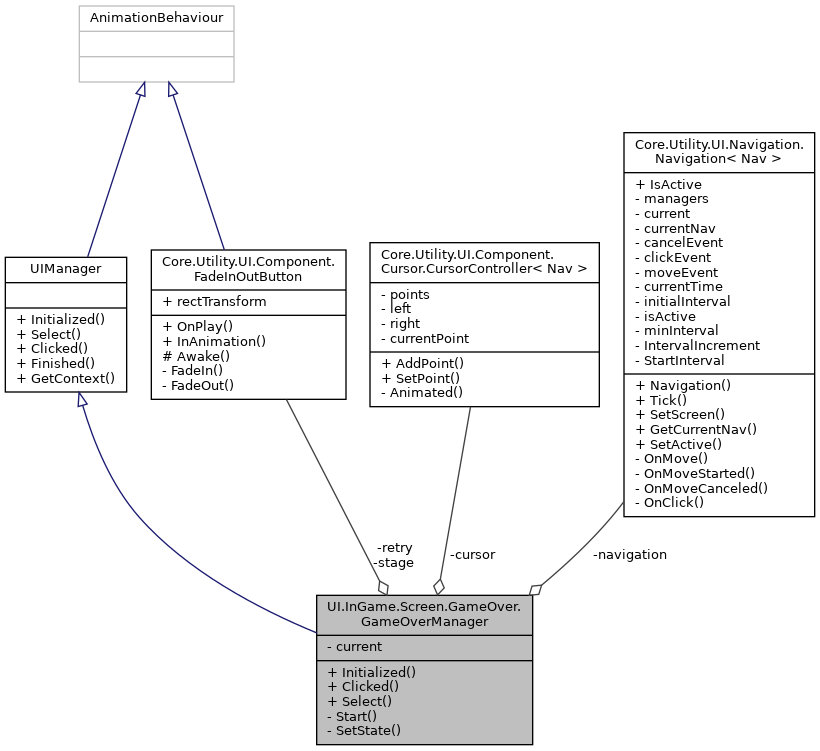 AnimationBehaviour
UIManager
+ Initialized()
+ Select()
+ Clicked()
+ Finished()
+ GetContext()
Core.Utility.UI.Component.
FadeInOutButton
+ rectTransform
+ OnPlay()
+ InAnimation()
# Awake()
- FadeIn()
- FadeOut()
Core.Utility.UI.Component.
Cursor.CursorController< Nav >
- points
- left
- right
- currentPoint
+ AddPoint()
+ SetPoint()
- Animated()
Core.Utility.UI.Navigation.
Navigation< Nav >
+ IsActive
- managers
- current
- currentNav
- cancelEvent
- clickEvent
- moveEvent
- currentTime
- initialInterval
- isActive
- minInterval
- IntervalIncrement
- StartInterval
+ Navigation()
+ Tick()
+ SetScreen()
+ GetCurrentNav()
+ SetActive()
- OnMove()
- OnMoveStarted()
- OnMoveCanceled()
- OnClick()
-retry
-stage
-cursor
-navigation
UI.InGame.Screen.GameOver.
GameOverManager
- current
+ Initialized()
+ Clicked()
+ Select()
- Start()
- SetState()